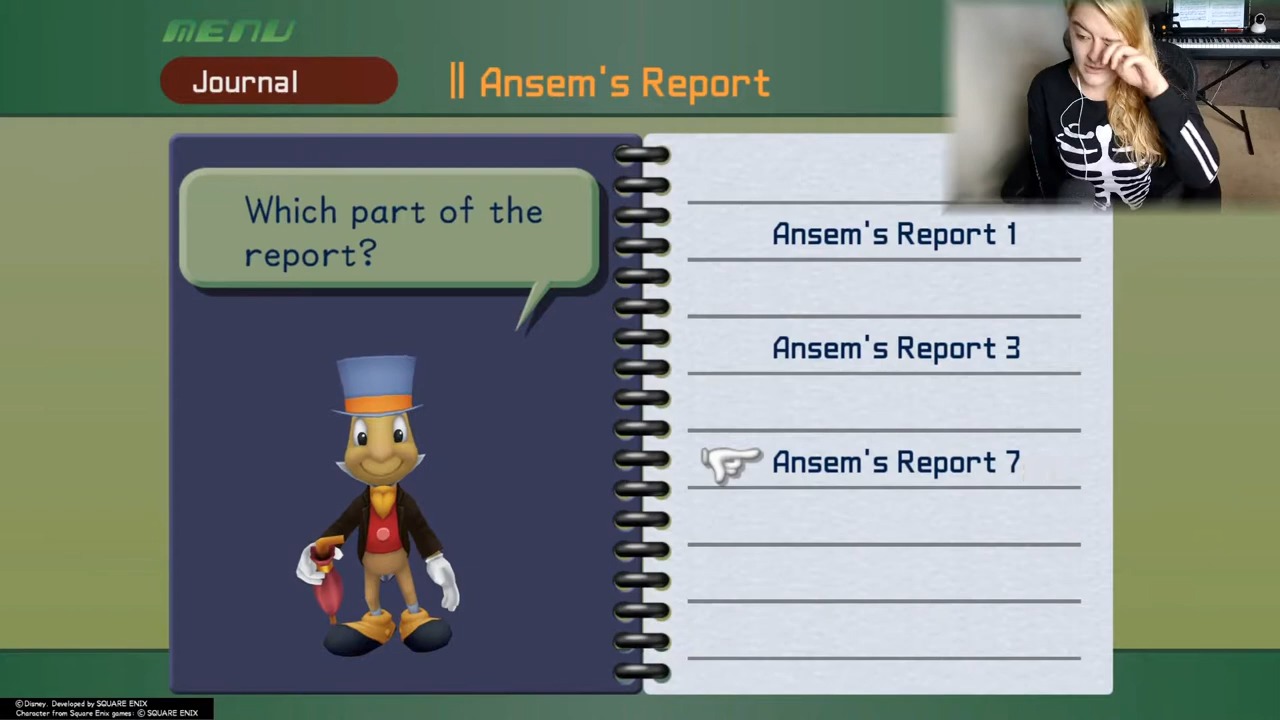 MENU
Journal
Ansem's Report
Which part of the
report?
Ansem's Report 1
Ansem's Report 3
Ansem's Report 7
©Disney. Developed by SQUARE ENIX
Character from Square Enix games: © SQUARE ENIX